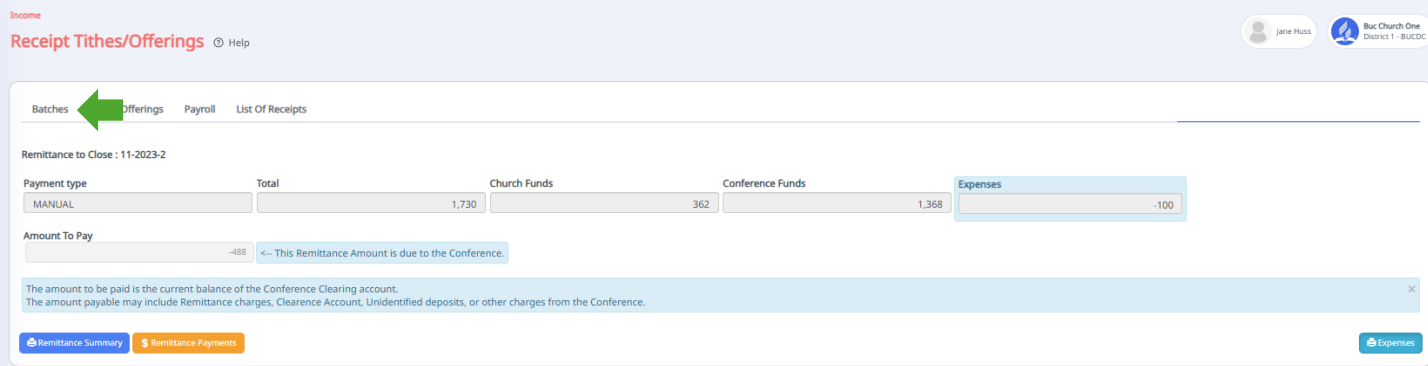 Income
Receipt Tithes/Offerings Help
Jane Huss
Buc Church One
District 1 - BUCDC
Batches Offerings Payroll List Of Receipts
Remittance to Close : 11-2023-2
Payment type Total Church Funds Conference Funds Expenses
MANUAL 1,730 362 1,368 -100
Amount To Pay
-488 <-- This Remittance Amount is due to the Conference.
The amount to be paid is the current balance of the Conference Clearing account.
The amount payable may include Remittance charges, Clearence Account, Unidentified deposits, or other charges from the Conference.
Remittance Summary $ Remittance Payments Expenses